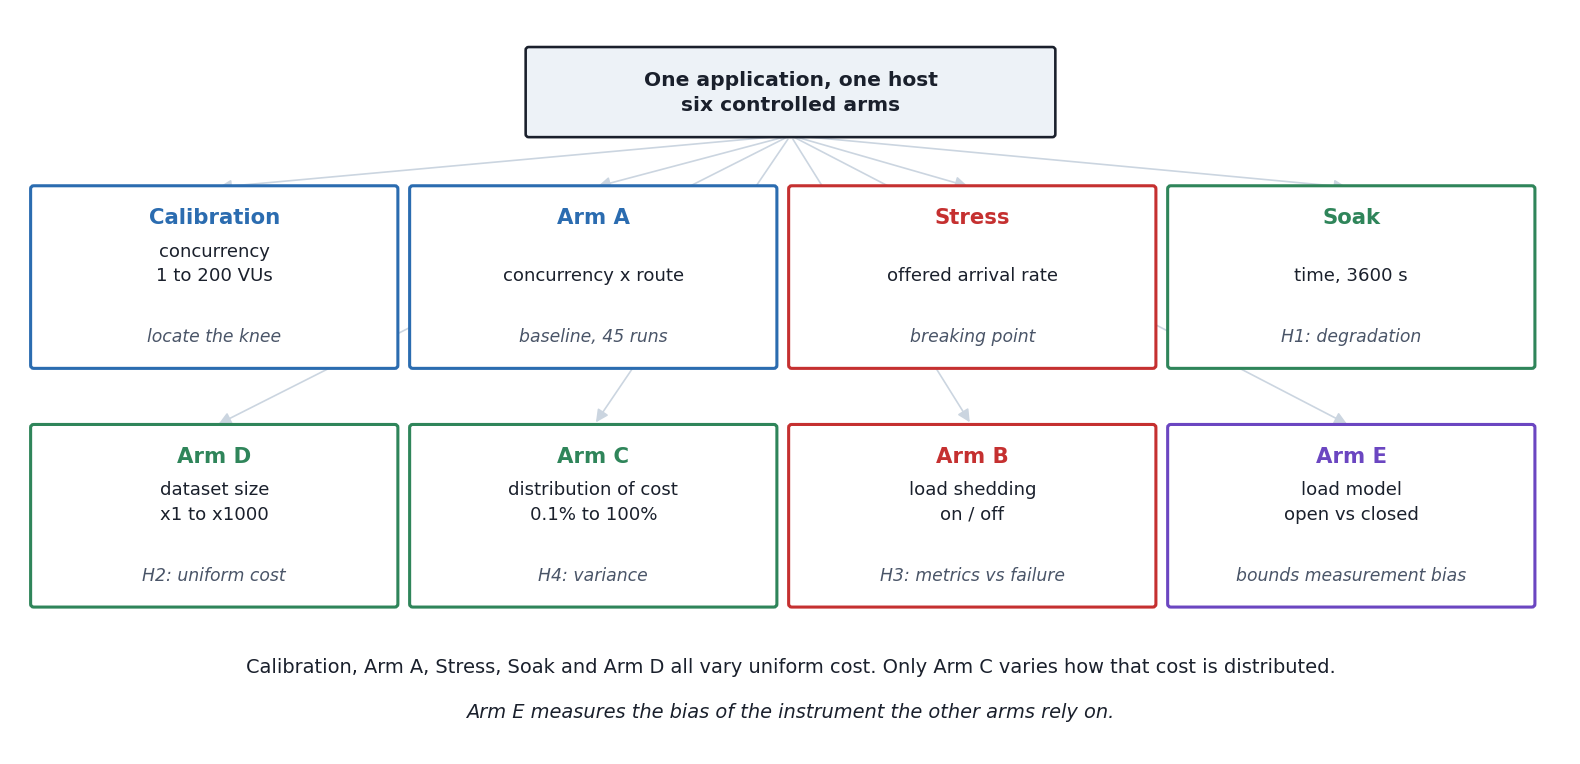 One application, one host
six controlled arms
Calibration
concurrency
1 to 200 VUs
locate the knee
Arm A
concurrency x route
baseline, 45 runs
Stress
offered arrival rate
breaking point
Soak
time, 3600 s
H1: degradation
Arm D
dataset size
x1 to x1000
H2: uniform cost
Arm C
distribution of cost
0.1% to 100%
H4: variance
Arm B
load shedding
on / off
H3: metrics vs failure
Arm E
load model
open vs closed
bounds measurement bias
Calibration, Arm A, Stress, Soak and Arm D all vary uniform cost. Only Arm C varies how that cost is distributed.
Arm E measures the bias of the instrument the other arms rely on.